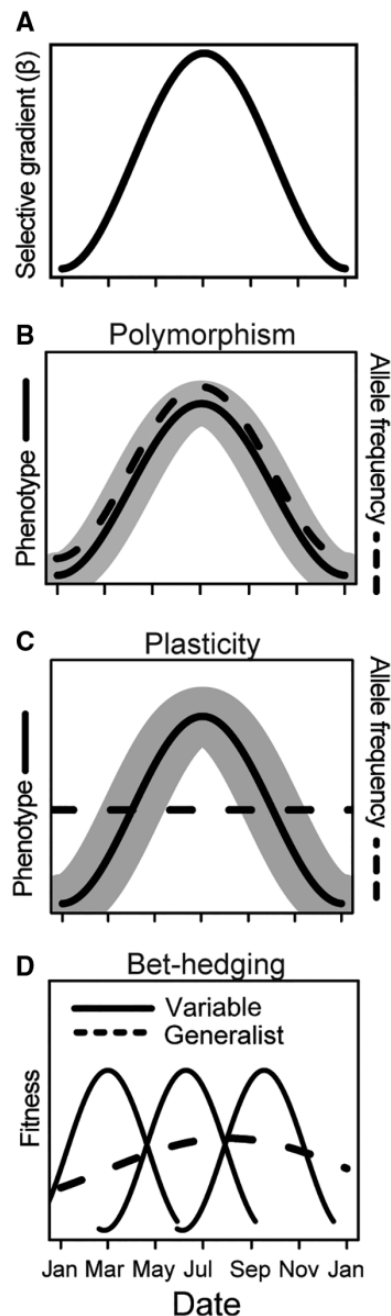 A
Selective gradient (β)
B
Polymorphism
Phenotype
Allele frequency
C
Plasticity
Phenotype
Allele frequency
D
Bet-hedging
Variable
Generalist
Fitness
Jan Mar May Jul Sep Nov Jan
Date